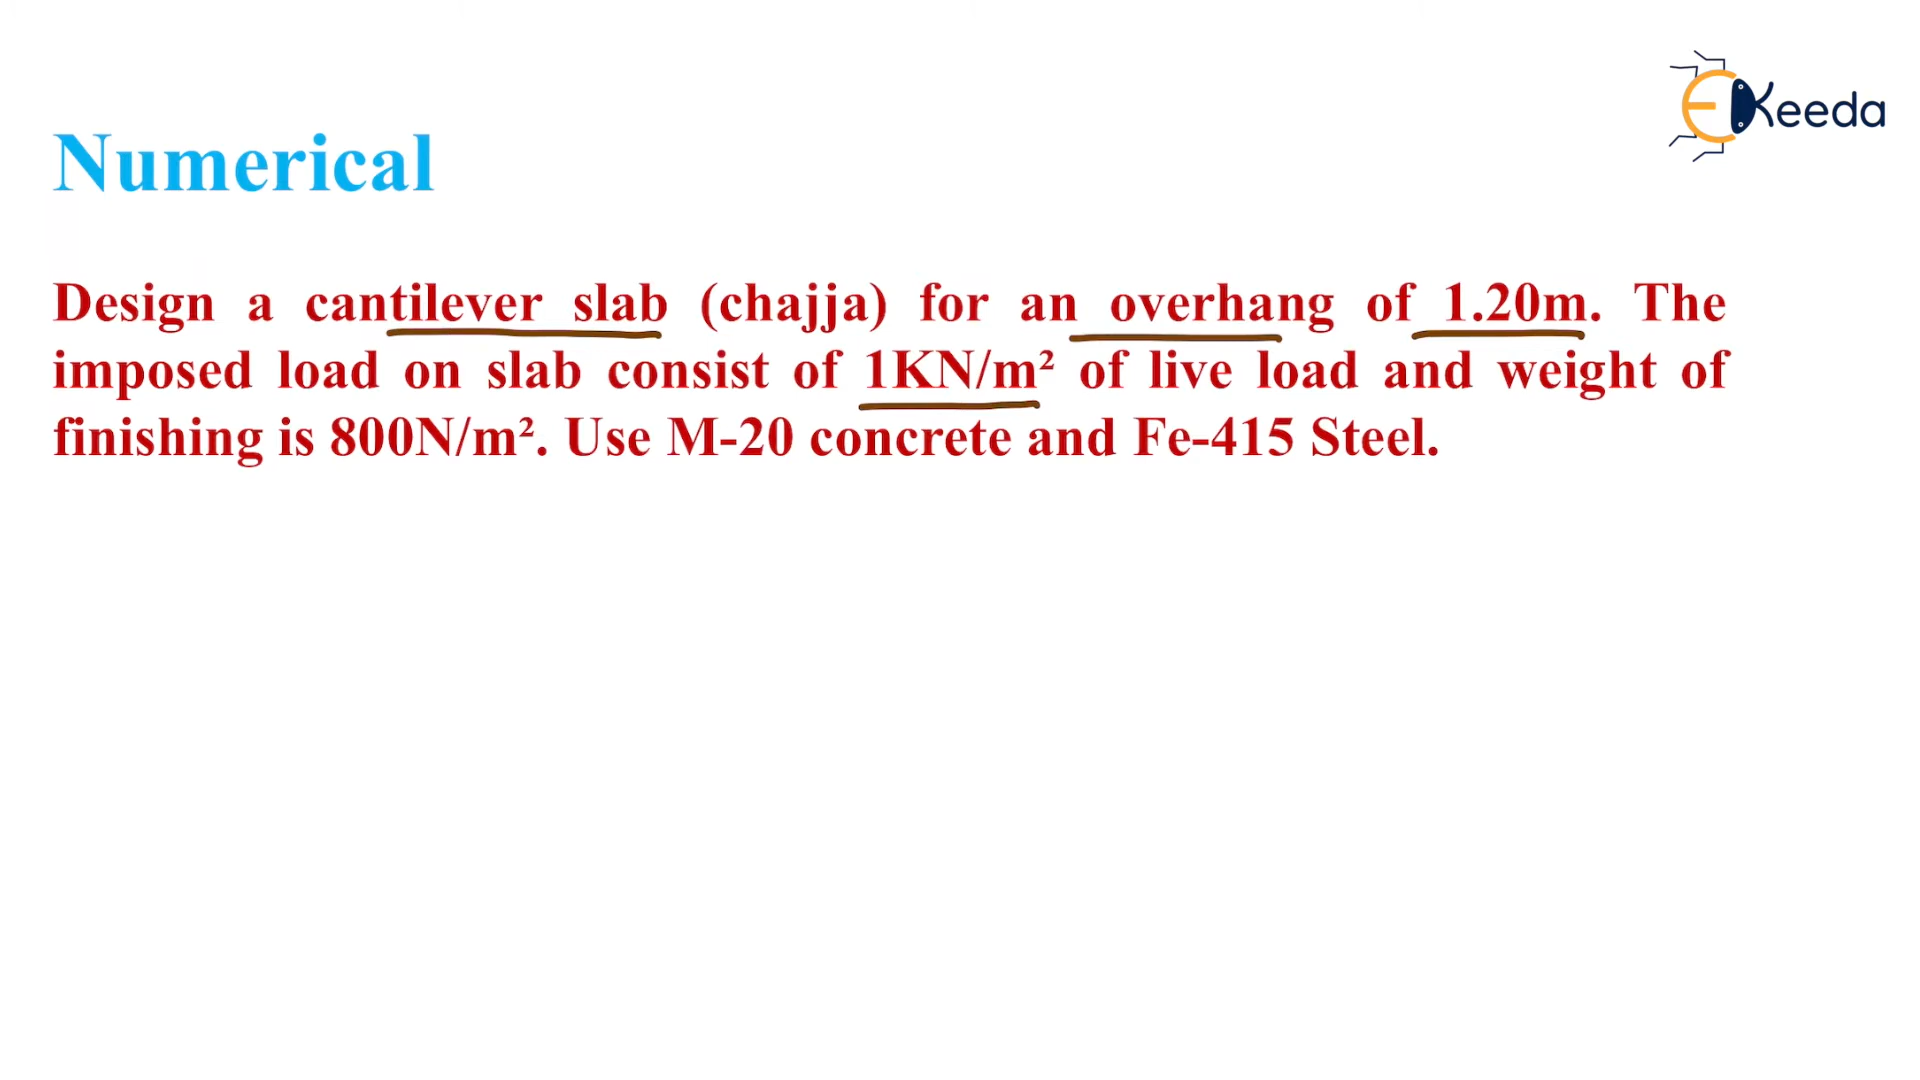 EKeeda
Numerical
Design a cantilever slab (chajja) for an overhang of 1.20m. The
imposed load on slab consist of 1KN/m² of live load and weight of
finishing is 800N/m². Use M-20 concrete and Fe-415 Steel.